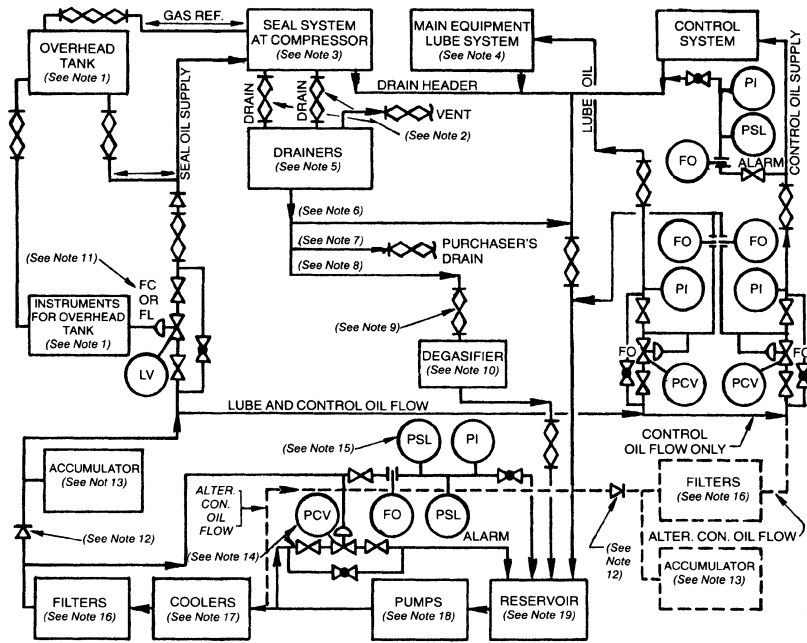 GAS REF.
OVERHEAD
TANK
(See Note 1)
SEAL SYSTEM
AT COMPRESSOR
(See Note 3)
MAIN EQUIPMENT
LUBE SYSTEM
(See Note 4)
CONTROL
SYSTEM
DRAIN HEADER
SEAL OIL SUPPLY
DRAIN
DRAIN
VENT
(See Note 2)
DRAINERS
(See Note 5)
LUBE OIL
PI
PSL
FO
ALARM
CONTROL OIL SUPPLY
(See Note 6)
(See Note 7)
(See Note 8)
PURCHASER'S
DRAIN
FO
FO
PI
PI
(See Note 11)
FC
OR
FL
INSTRUMENTS
FOR OVERHEAD
TANK
(See Note 1)
LV
(See Note 9)
DEGASIFIER
(See Note 10)
FO
FO
PCV
PCV
LUBE AND CONTROL OIL FLOW
CONTROL
OIL FLOW ONLY
ACCUMULATOR
(See Not 13)
(See Note 15)
PSL
PI
ALTER.
CON. OIL
FLOW
PCV
FO
PSL
FILTERS
(See Note 16)
(See Note 12)
(See Note 14)
ALARM
(See
Note
12)
ALTER. CON. OIL FLOW
ACCUMULATOR
(See Note 13)
FILTERS
(See Note 16)
COOLERS
(See Note 17)
PUMPS
(See Note 18)
RESERVOIR
(See Note 19)